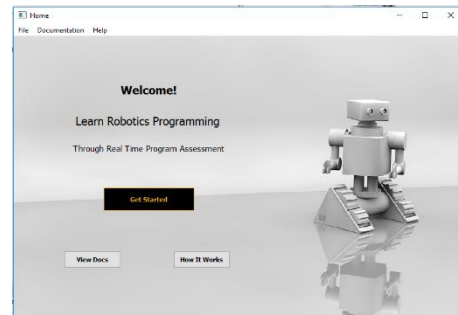 Home
File Documentation Help
Welcome!
Learn Robotics Programming
Through Real Time Program Assessment
Get Started
View Docs How It Works